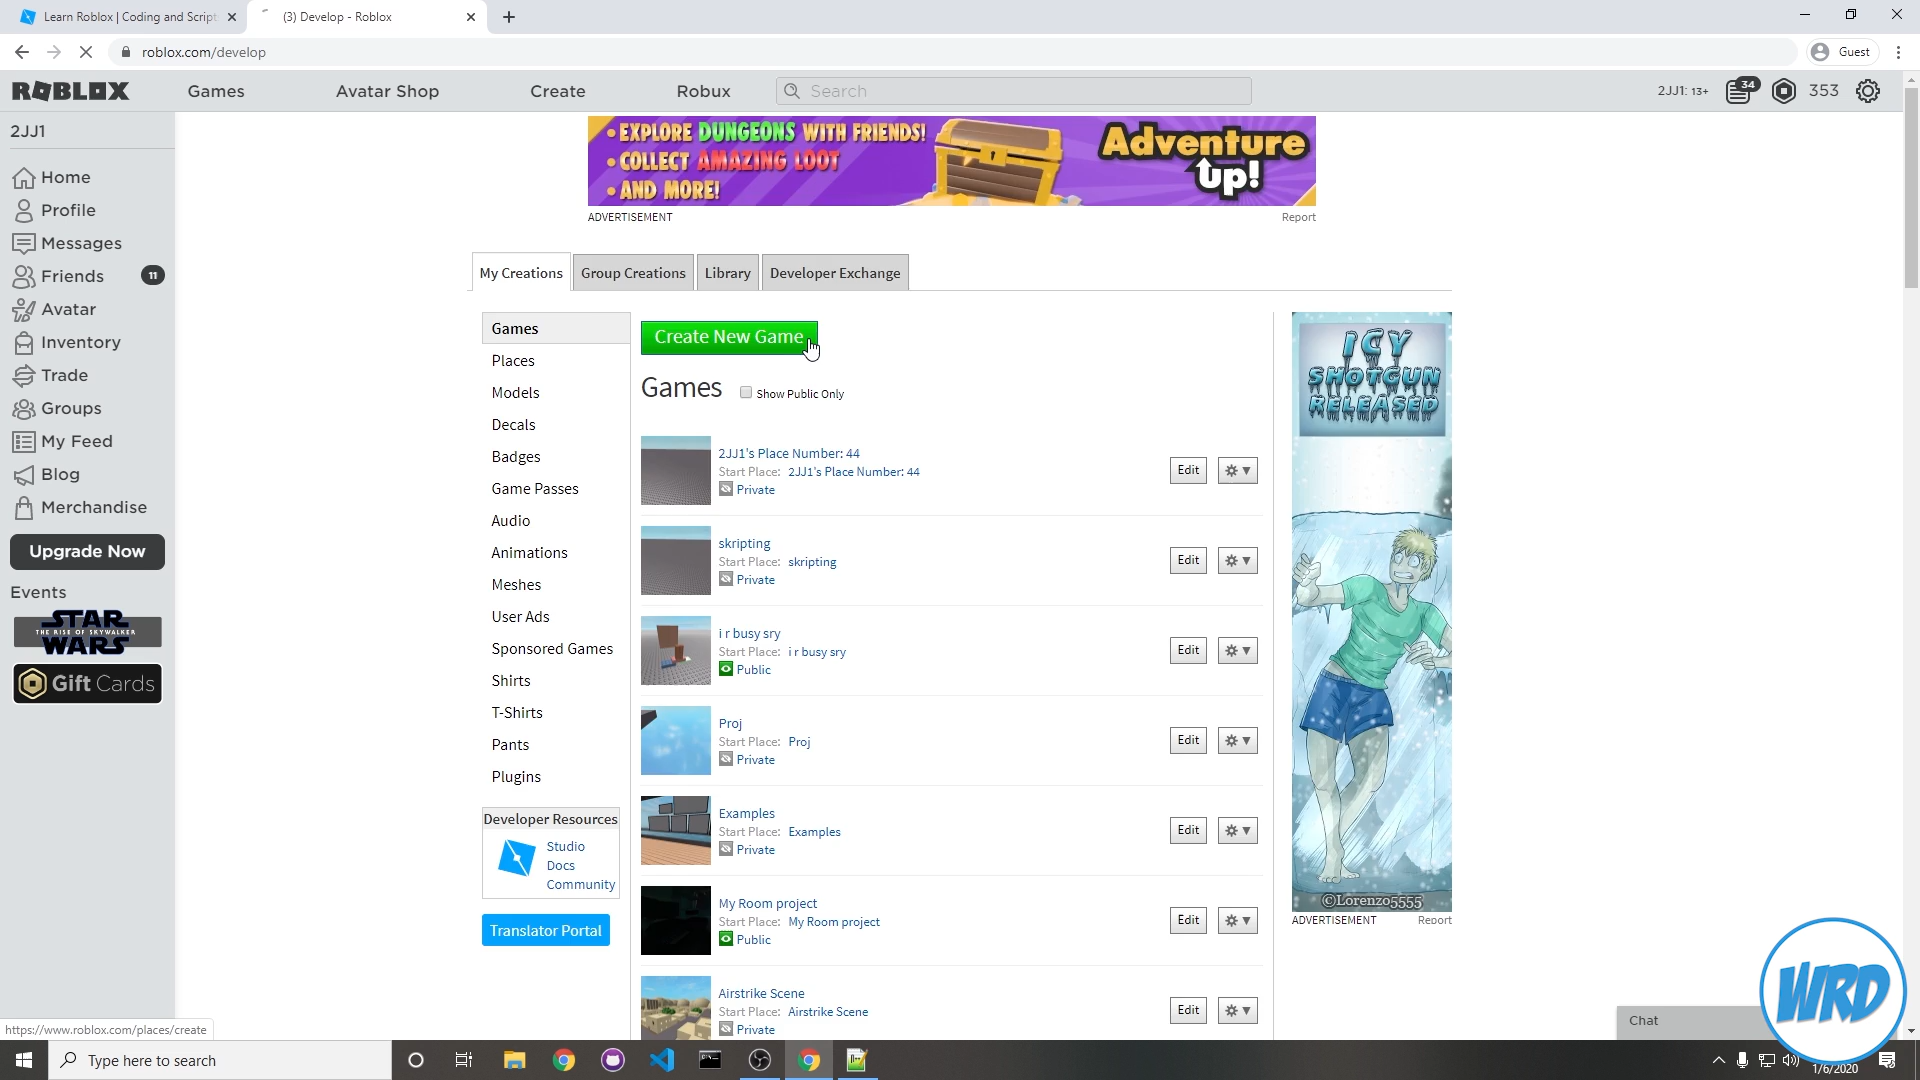 Learn Roblox | Coding and Script
(3) Develop - Roblox
roblox.com/develop
Guest
ROBLOX
Games
Avatar Shop
Create
Robux
Search
2JJ1: 13+
34
353
2JJ1
Home
Profile
Messages
Friends
11
Avatar
Inventory
Trade
Groups
My Feed
Blog
Merchandise
Upgrade Now
Events
STAR
THE RISE OF SKYWALKER
WARS
Gift Cards
• EXPLORE DUNGEONS WITH FRIENDS!
• COLLECT AMAZING LOOT
• AND MORE!
Adventure
up!
ADVERTISEMENT
Report
My Creations
Group Creations
Library
Developer Exchange
Games
Places
Models
Decals
Badges
Game Passes
Audio
Animations
Meshes
User Ads
Sponsored Games
Shirts
T-Shirts
Pants
Plugins
Developer Resources
Studio
Docs
Community
Translator Portal
Create New Game
Games
Show Public Only
2JJ1's Place Number: 44
Start Place: 2JJ1's Place Number: 44
Private
Edit
skripting
Start Place: skripting
Private
Edit
i r busy sry
Start Place: i r busy sry
Public
Edit
Proj
Start Place: Proj
Private
Edit
Examples
Start Place: Examples
Private
Edit
My Room project
Start Place: My Room project
Public
Edit
Airstrike Scene
Start Place: Airstrike Scene
Private
Edit
ICY
SHOTGUN
RELEASED
©Lorenzo5555
ADVERTISEMENT
Report
WRD
Chat
https://www.roblox.com/places/create
Type here to search
1/6/2020